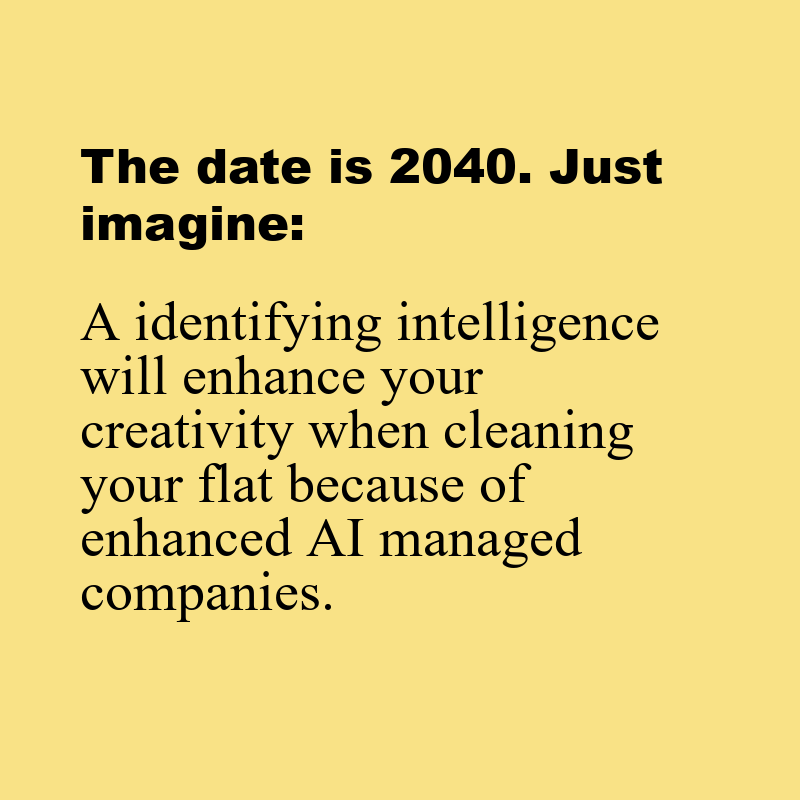 The date is 2040. Just
imagine:
A identifying intelligence
will enhance your
creativity when cleaning
your flat because of
enhanced AI managed
companies.